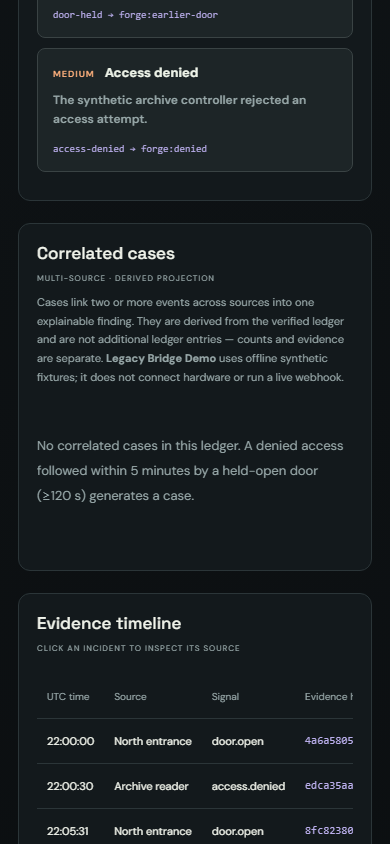 door-held → forge:earlier-door
MEDIUM Access denied
The synthetic archive controller rejected an
access attempt.
access-denied → forge:denied
Correlated cases
MULTI-SOURCE · DERIVED PROJECTION
Cases link two or more events across sources into one
explainable finding. They are derived from the verified ledger
and are not additional ledger entries — counts and evidence
are separate. Legacy Bridge Demo uses offline synthetic
fixtures; it does not connect hardware or run a live webhook.
No correlated cases in this ledger. A denied access
followed within 5 minutes by a held-open door
(≥120 s) generates a case.
Evidence timeline
CLICK AN INCIDENT TO INSPECT ITS SOURCE
UTC time Source Signal Evidence
22:00:00 North entrance door.open 4a6a5805
22:00:30 Archive reader access.denied edca35aa
22:05:31 North entrance door.open 8fc82380